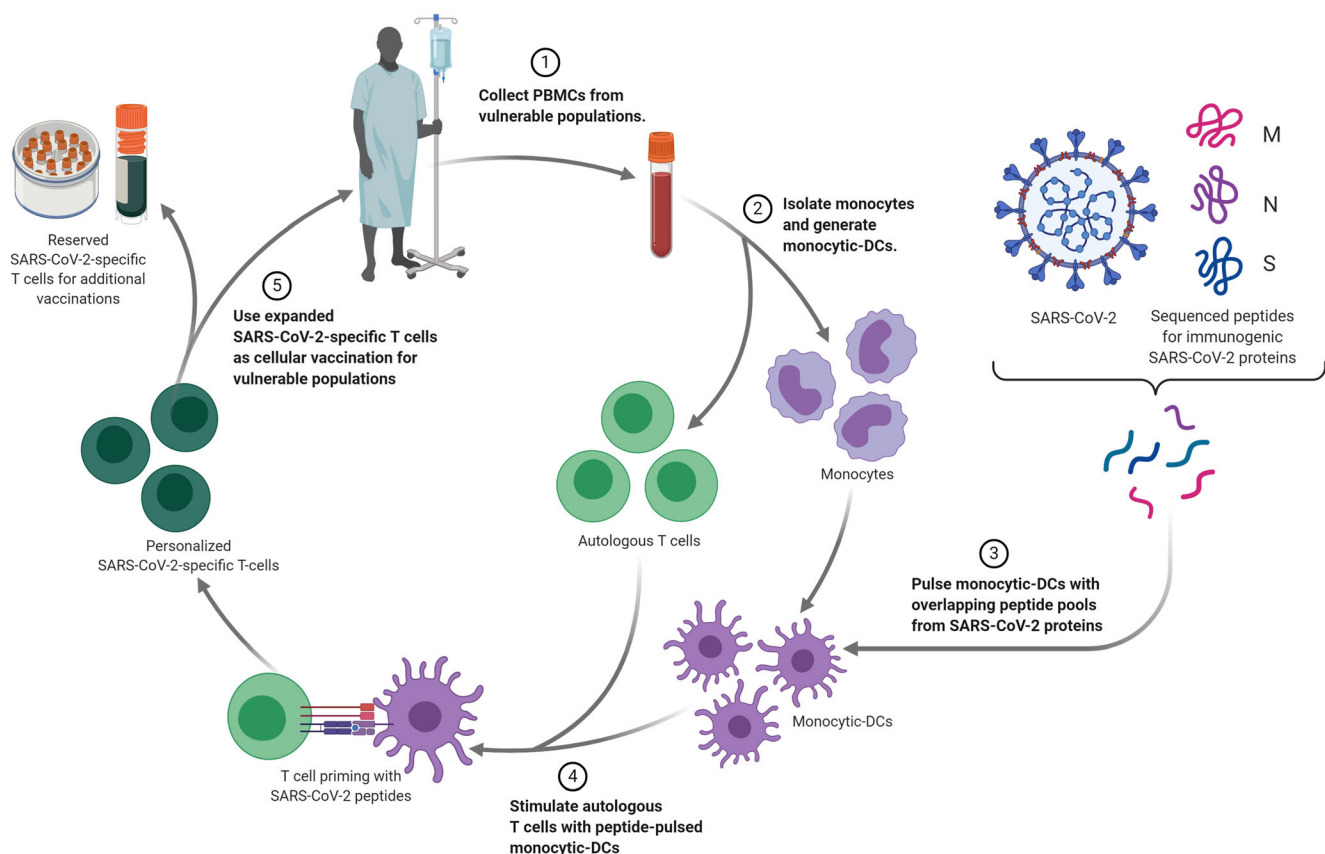 1
Collect PBMCs from
vulnerable populations.
2
Isolate monocytes
and generate
monocytic-DCs.
M
N
S
SARS-CoV-2
Sequenced peptides
for immunogenic
SARS-CoV-2 proteins
Reserved
SARS-CoV-2-specific
T cells for additional
vaccinations
5
Use expanded
SARS-CoV-2-specific T cells
as cellular vaccination for
vulnerable populations
Monocytes
Autologous T cells
Personalized
SARS-CoV-2-specific T-cells
3
Pulse monocytic-DCs with
overlapping peptide pools
from SARS-CoV-2 proteins
Monocytic-DCs
T cell priming with
SARS-CoV-2 peptides
4
Stimulate autologous
T cells with peptide-pulsed
monocytic-DCs